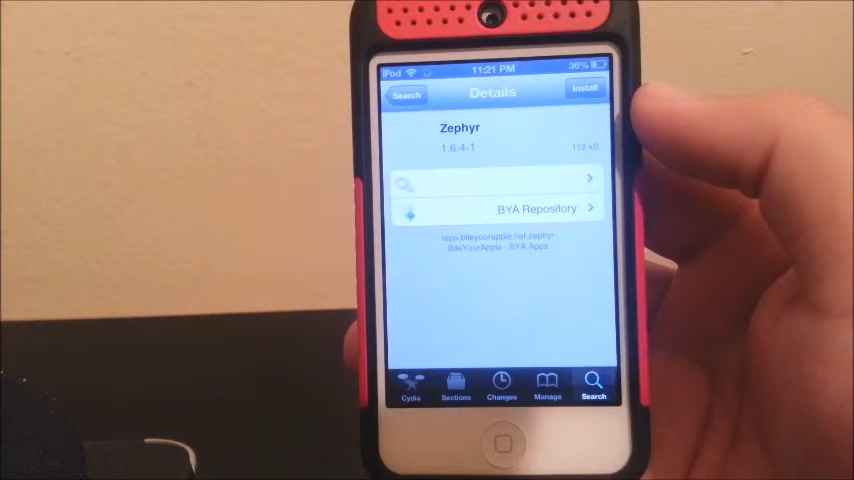 iPod 11:21 PM 36%
Search Details Install
Zephyr
1.6.4-1 112 kB
BYA Repository
repo.biteyourapple.net.zephyr
BiteYourApple · BYA Apps
Cydia Sections Changes Manage Search